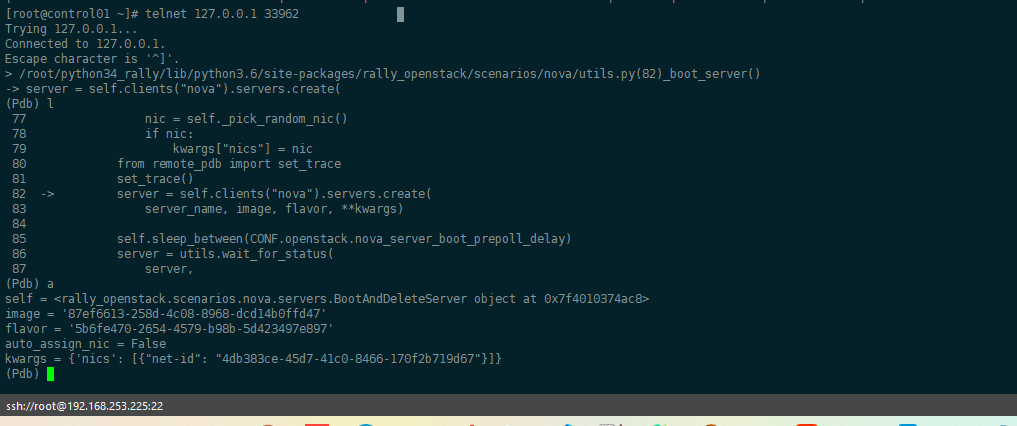 [root@control01 ~]# telnet 127.0.0.1 33962
Trying 127.0.0.1...
Connected to 127.0.0.1.
Escape character is '^]'.
> /root/python34_rally/lib/python3.6/site-packages/rally_openstack/scenarios/nova/utils.py(82)_boot_server()
-> server = self.clients("nova").servers.create(
(Pdb) l
 77                 nic = self._pick_random_nic()
 78                 if nic:
 79                     kwargs["nics"] = nic
 80             from remote_pdb import set_trace
 81             set_trace()
 82  ->         server = self.clients("nova").servers.create(
 83                 server_name, image, flavor, **kwargs)
 84
 85             self.sleep_between(CONF.openstack.nova_server_boot_prepoll_delay)
 86             server = utils.wait_for_status(
 87                 server,
(Pdb) a
self = <rally_openstack.scenarios.nova.servers.BootAndDeleteServer object at 0x7f4010374ac8>
image = '87ef6613-258d-4c08-8968-dcd14b0ffd47'
flavor = '5b6fe470-2654-4579-b98b-5d423497e897'
auto_assign_nic = False
kwargs = {'nics': [{"net-id": "4db383ce-45d7-41c0-8466-170f2b719d67"}]}
(Pdb)
ssh://root@192.168.253.225:22